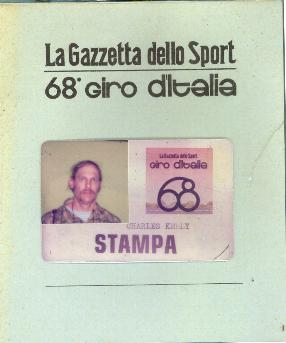 La Gazzetta dello Sport
68° Giro d'Italia
La Gazzetta dello Sport
Giro d'Italia
68
CHARLES KELLY
STAMPA